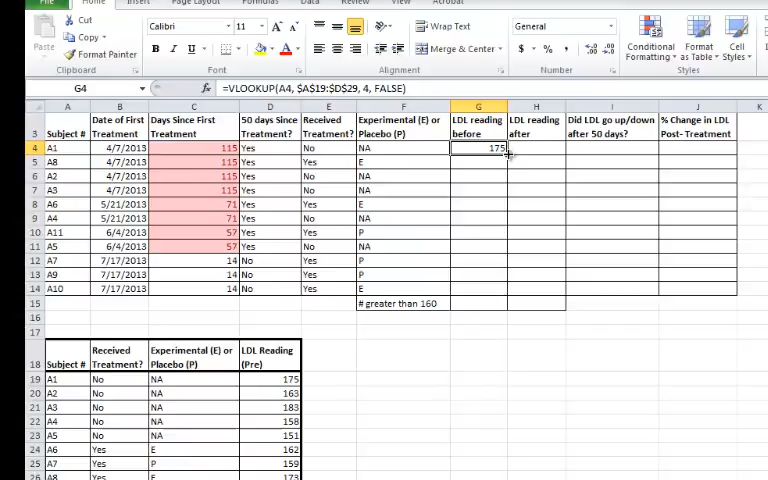 Home Insert Page Layout Formulas Data Review View Acrobat
Cut
Copy
Format Painter
Paste
Clipboard
Calibri 11 A A
B I U A
Font
Wrap Text
Merge & Center
Alignment
General
$ % ,
Number
Conditional Formatting
Format as Table
Cell Styles
Styles
G4 fx =VLOOKUP(A4, $A$19:$D$29, 4, FALSE)
A B C D E F G H I J K
3 Subject # Date of First Treatment Days Since First Treatment 50 days Since Treatment? Received Treatment? Experimental (E) or Placebo (P) LDL reading before LDL reading after Did LDL go up/down after 50 days? % Change in LDL Post- Treatment
4 A1 4/7/2013 115 Yes No NA 175
5 A8 4/7/2013 115 Yes Yes E
6 A2 4/7/2013 115 Yes No NA
7 A3 4/7/2013 115 Yes No NA
8 A6 5/21/2013 71 Yes Yes E
9 A4 5/21/2013 71 Yes No NA
10 A11 6/4/2013 57 Yes Yes P
11 A5 6/4/2013 57 Yes No NA
12 A7 7/17/2013 14 No Yes P
13 A9 7/17/2013 14 No Yes P
14 A10 7/17/2013 14 No Yes E
15 # greater than 160
16
17
18 Subject # Received Treatment? Experimental (E) or Placebo (P) LDL Reading (Pre)
19 A1 No NA 175
20 A2 No NA 163
21 A3 No NA 183
22 A4 No NA 158
23 A5 No NA 151
24 A6 Yes E 162
25 A7 Yes P 159
26 A8 Yes E 173